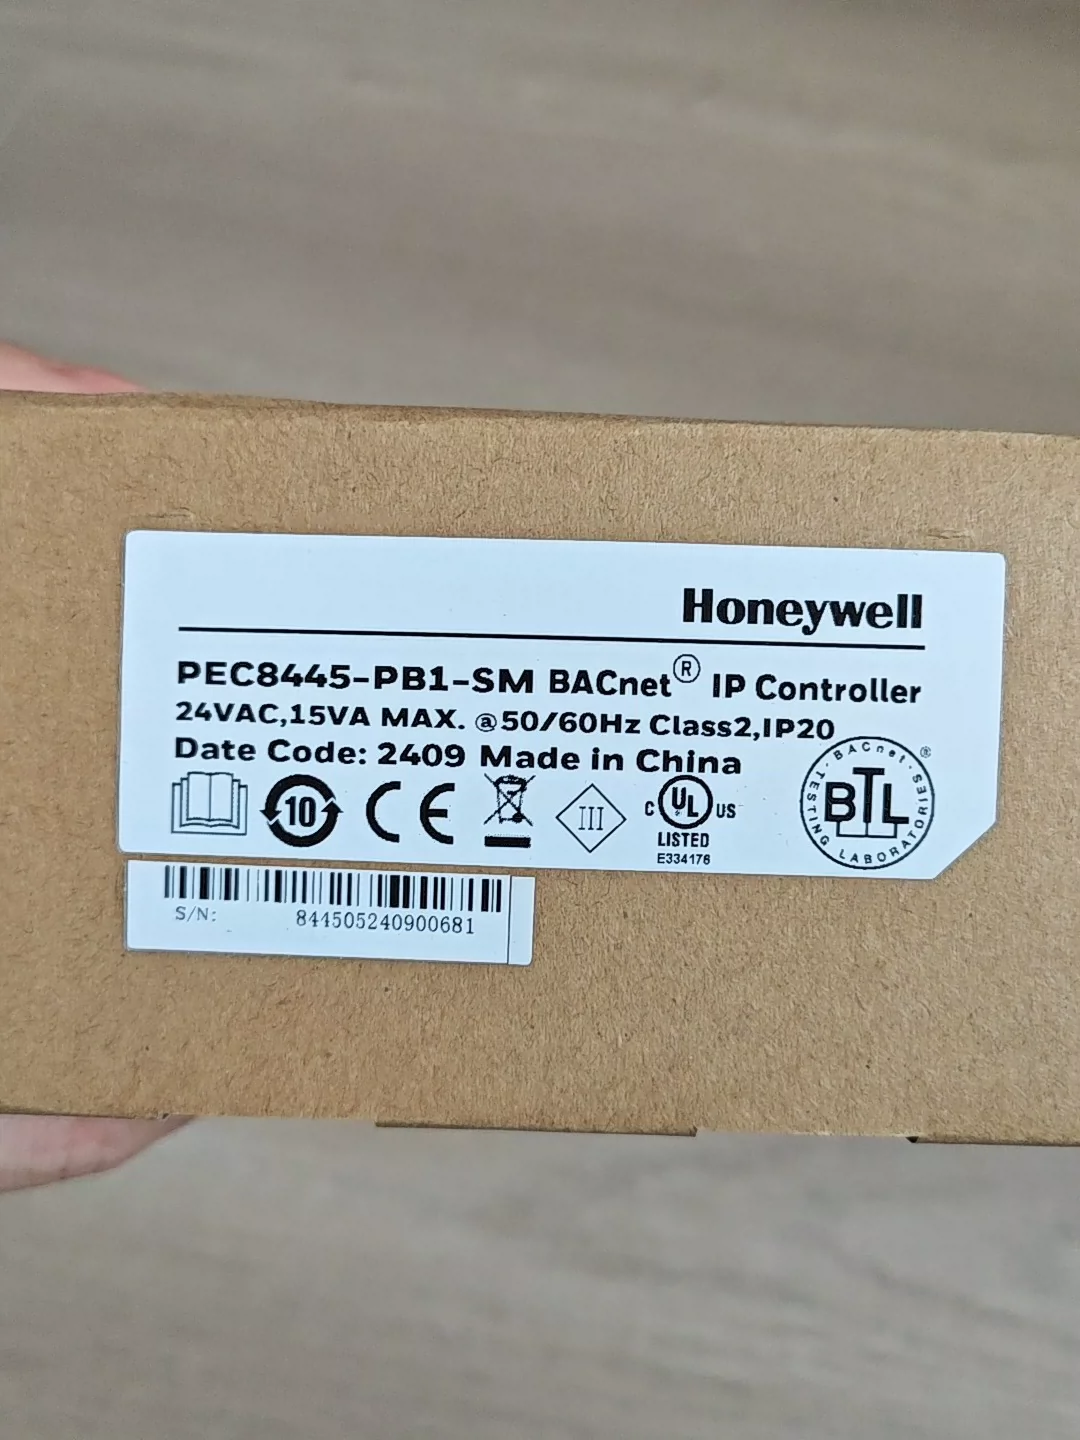 Honeywell
PEC8445-PB1-SM BACnet® IP Controller
24VAC,15VA MAX. @50/60Hz Class2,IP20
Date Code: 2409 Made in China
10
CE
III
C UL US
LISTED
E334176
BACnet®
BTL
TESTING LABORATORIES
S/N: 844505240900681